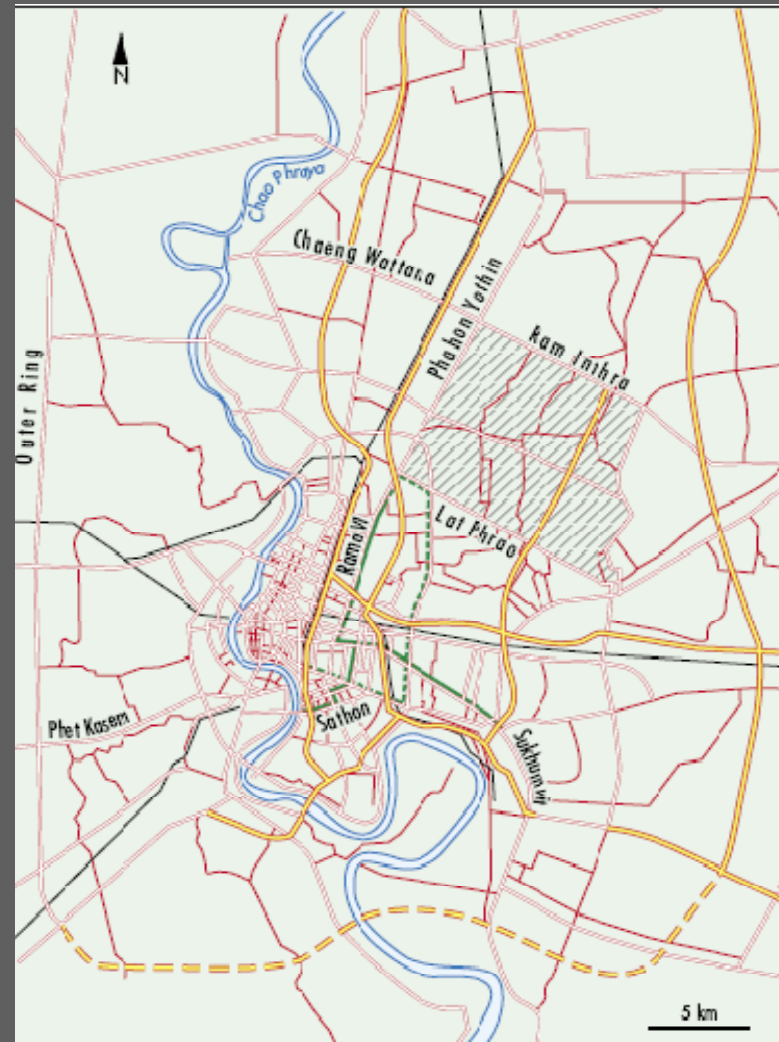 N
Chao Phraya
Chaeng Wattana
Phahon Yothin
Ram Inthra
Outer Ring
Rama VI
Lat Phrao
Phet Kasem
Sathon
Sukhumvij
5 km